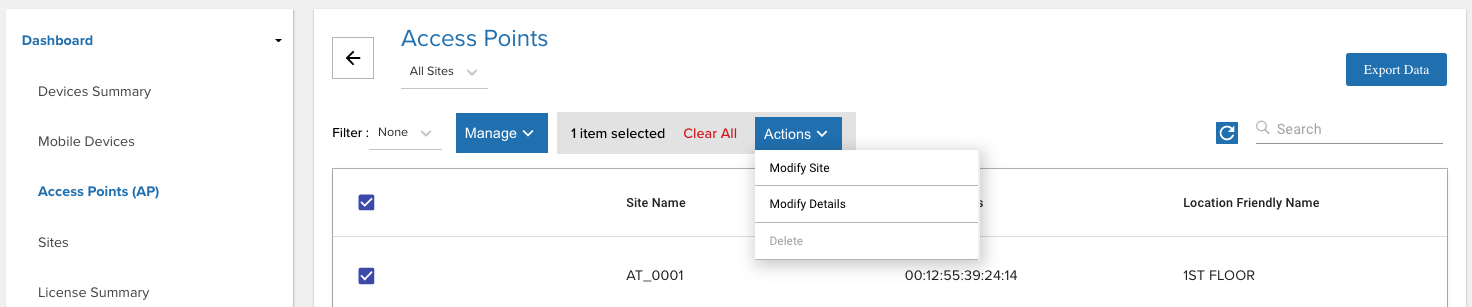 Dashboard
Devices Summary
Mobile Devices
Access Points (AP)
Sites
License Summary
Access Points
All Sites
Export Data
Filter : None Manage 1 item selected Clear All Actions Search
Modify Site
Modify Details
Delete
Site Name s Location Friendly Name
AT_0001 00:12:55:39:24:14 1ST FLOOR